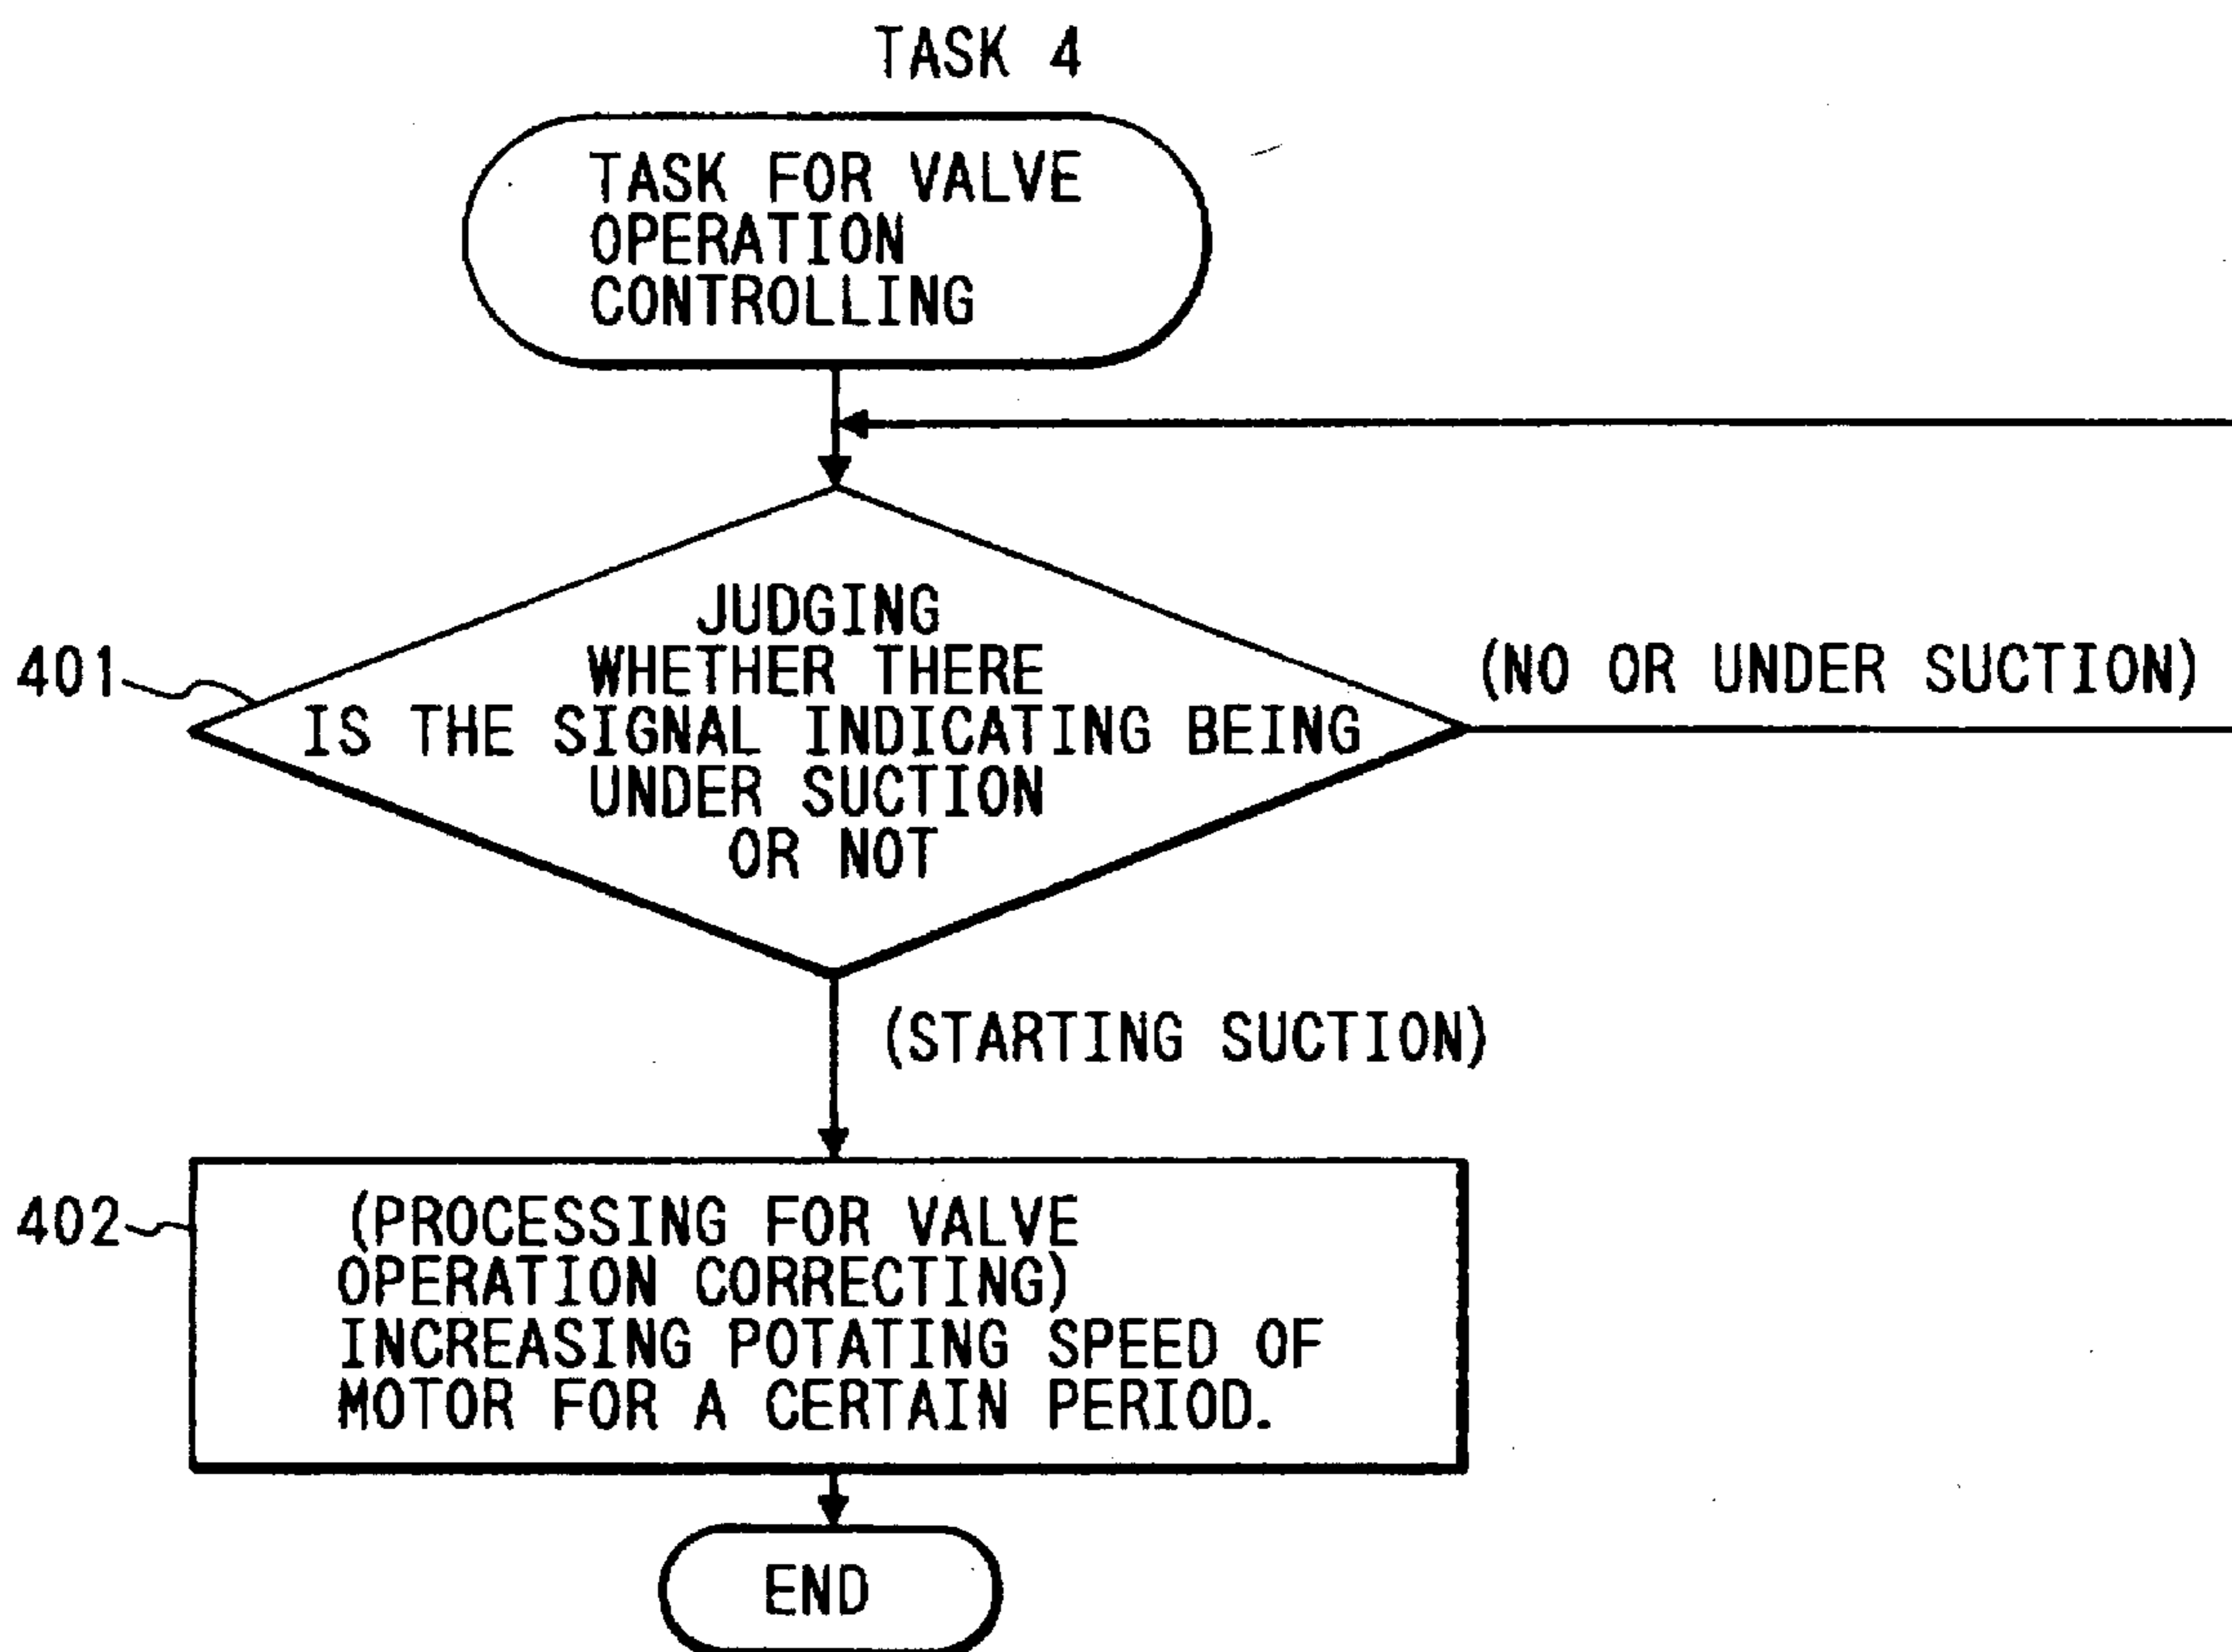 TASK 4
TASK FOR VALVE
OPERATION
CONTROLLING
JUDGING
WHETHER THERE
IS THE SIGNAL INDICATING BEING
UNDER SUCTION
OR NOT
401
(NO OR UNDER SUCTION)
(STARTING SUCTION)
402
(PROCESSING FOR VALVE
OPERATION CORRECTING)
INCREASING POTATING SPEED OF
MOTOR FOR A CERTAIN PERIOD.
END